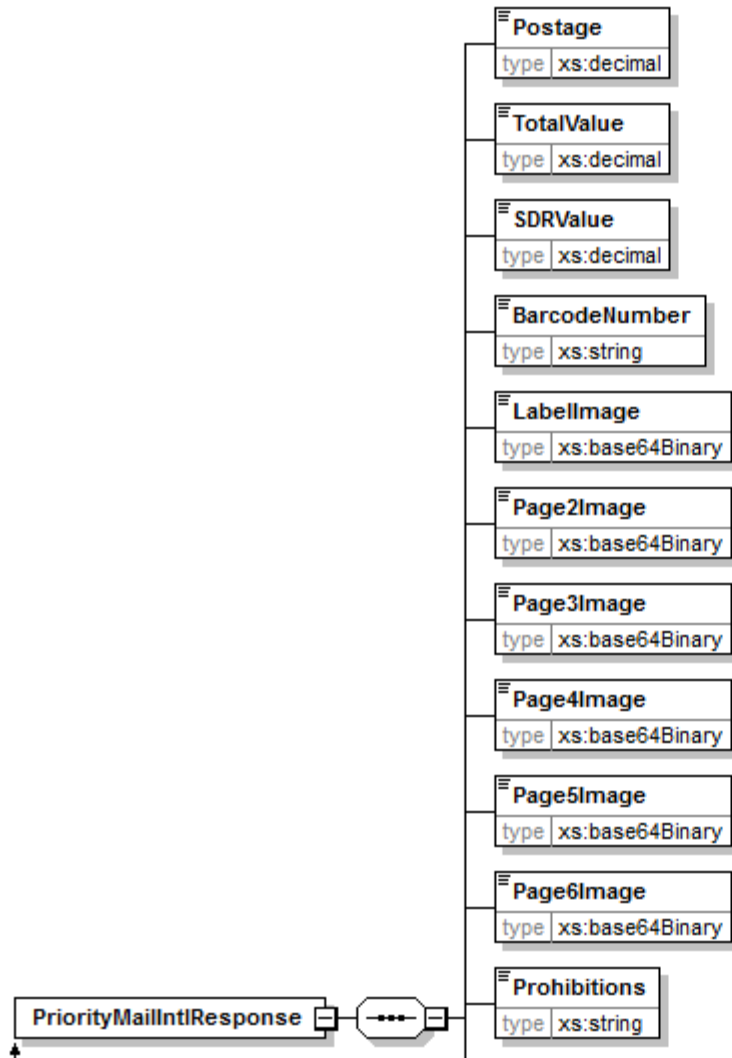 Postage
type xs:decimal
TotalValue
type xs:decimal
SDRValue
type xs:decimal
BarcodeNumber
type xs:string
LabelImage
type xs:base64Binary
Page2Image
type xs:base64Binary
Page3Image
type xs:base64Binary
Page4Image
type xs:base64Binary
Page5Image
type xs:base64Binary
Page6Image
type xs:base64Binary
Prohibitions
type xs:string
PriorityMailIntlResponse